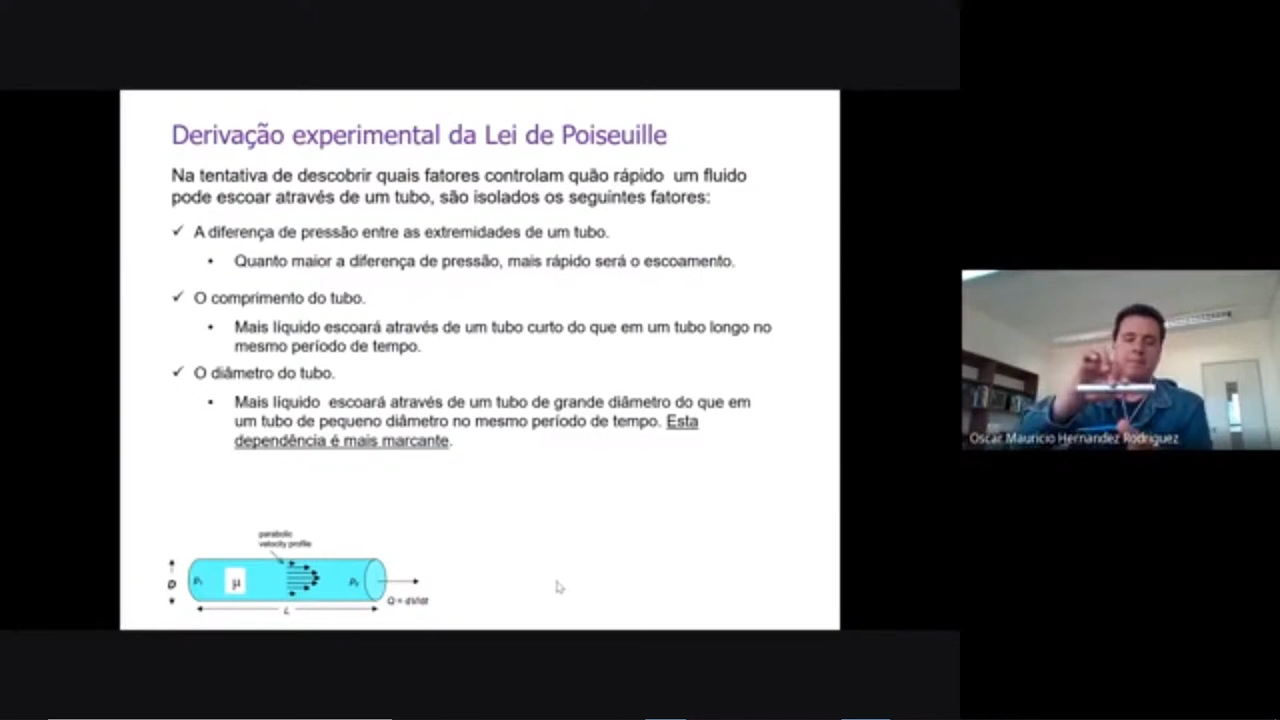 Derivação experimental da Lei de Poiseuille
Na tentativa de descobrir quais fatores controlam quão rápido um fluido
pode escoar através de um tubo, são isolados os seguintes fatores:
✓ A diferença de pressão entre as extremidades de um tubo.
• Quanto maior a diferença de pressão, mais rápido será o escoamento.
✓ O comprimento do tubo.
• Mais líquido escoará através de um tubo curto do que em um tubo longo no
mesmo período de tempo.
✓ O diâmetro do tubo.
• Mais líquido escoará através de um tubo de grande diâmetro do que em
um tubo de pequeno diâmetro no mesmo período de tempo. Esta
dependência é mais marcante.
parabolic
velocity profile
D
P₁
μ
P₂
L
Q = dV/dt
Oscar Mauricio Hernandez Rodriguez